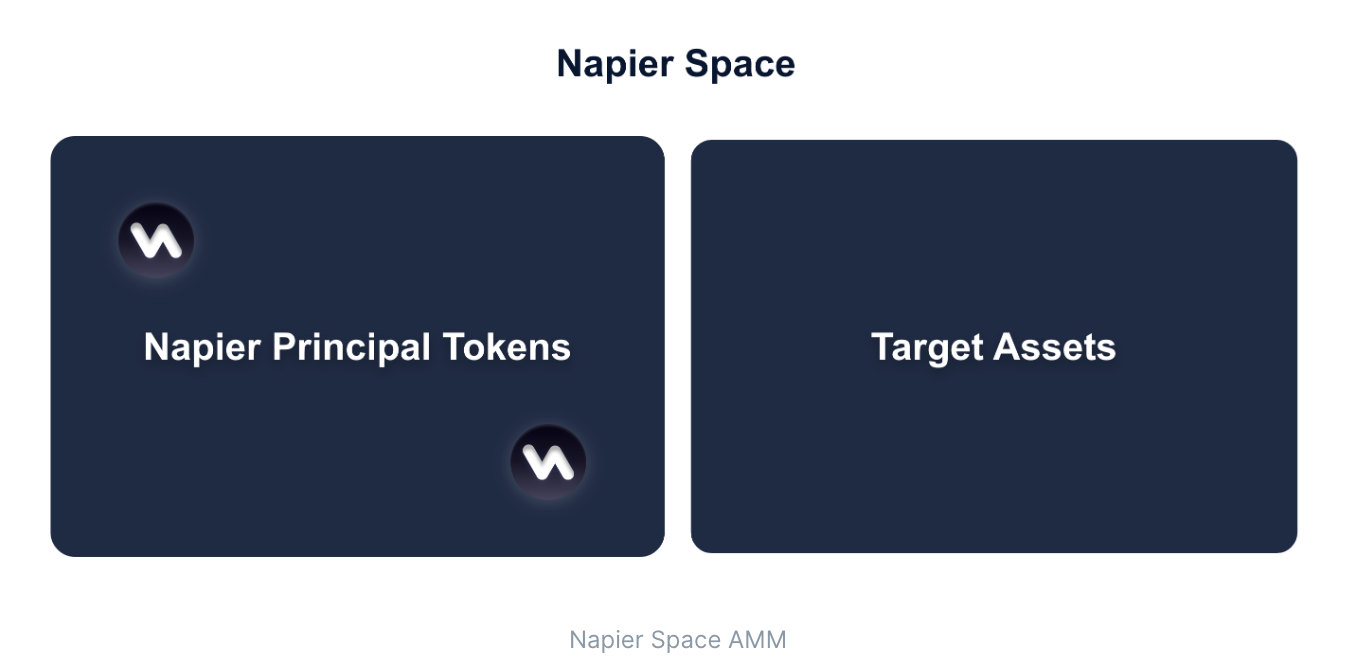 Napier Space
Napier Principal Tokens
Target Assets
Napier Space AMM